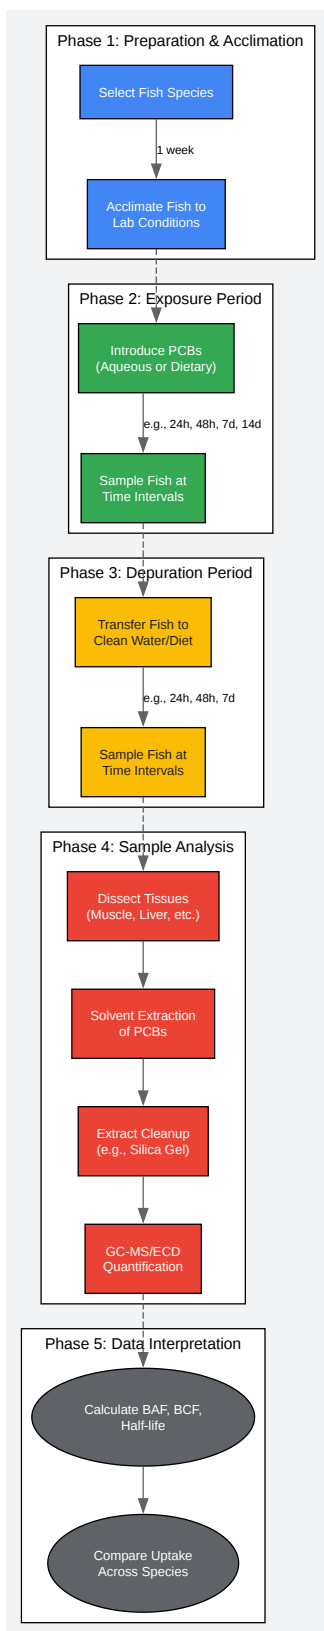 Phase 1: Preparation & Acclimation
Select Fish Species
1 week
Acclimate Fish to
Lab Conditions
Phase 2: Exposure Period
Introduce PCBs
(Aqueous or Dietary)
e.g., 24h, 48h, 7d, 14d
Sample Fish at
Time Intervals
Phase 3: Depuration Period
Transfer Fish to
Clean Water/Diet
e.g., 24h, 48h, 7d
Sample Fish at
Time Intervals
Phase 4: Sample Analysis
Dissect Tissues
(Muscle, Liver, etc.)
Solvent Extraction
of PCBs
Extract Cleanup
(e.g., Silica Gel)
GC-MS/ECD
Quantification
Phase 5: Data Interpretation
Calculate BAF, BCF,
Half-life
Compare Uptake
Across Species